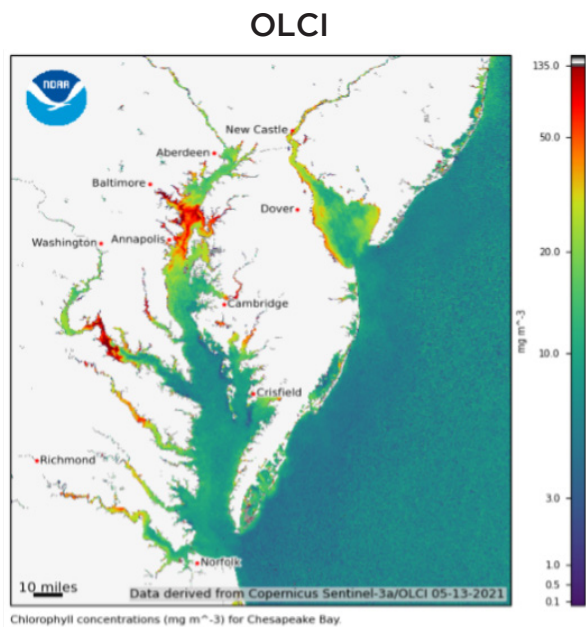 OLCI
NOAA
New Castle
Aberdeen
Baltimore
Dover
Washington
Annapolis
Cambridge
Crisfield
Richmond
Norfolk
10 miles
Data derived from Copernicus Sentinel-3a/OLCI 05-13-2021
135.0
50.0
20.0
10.0
3.0
1.0
0.5
0.1
mg m^-3
Chlorophyll concentrations (mg m^-3) for Chesapeake Bay.